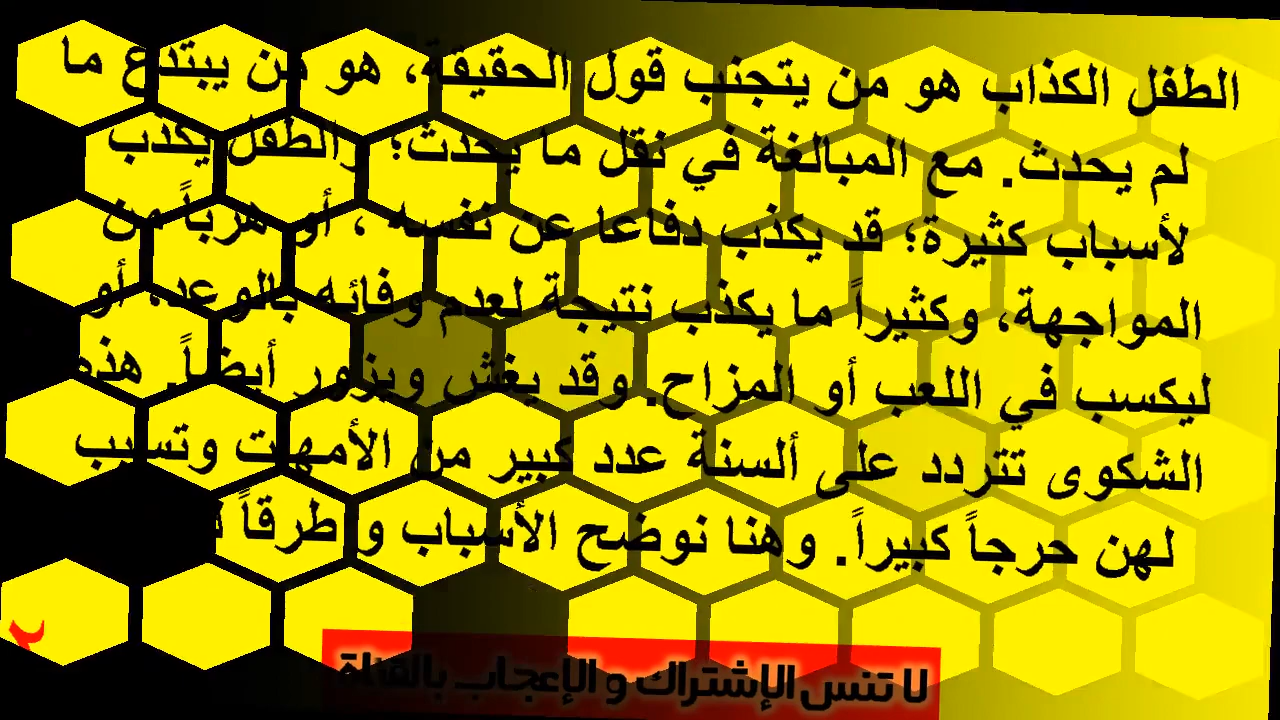 الطفل الكذاب هو من يتجنب قول الحقيقة، هو من يبتدع ما
لم يحدث. مع المبالغة في نقل ما يحدث؛ والطفل يكذب
لأسباب كثيرة؛ قد يكذب دفاعا عن نفسه ، أو هرباً من
المواجهة، وكثيراً ما يكذب نتيجة لعدم وفائه بالوعد، أو
ليكسب في اللعب أو المزاح. وقد يغش ويزور أيضاً. هذه
الشكوى تتردد على ألسنة عدد كبير من الأمهات وتسبب
لهن حرجاً كبيراً. وهنا نوضح الأسباب و طرقاً
لا تنس الإشتراك و الإعجاب بالقناة